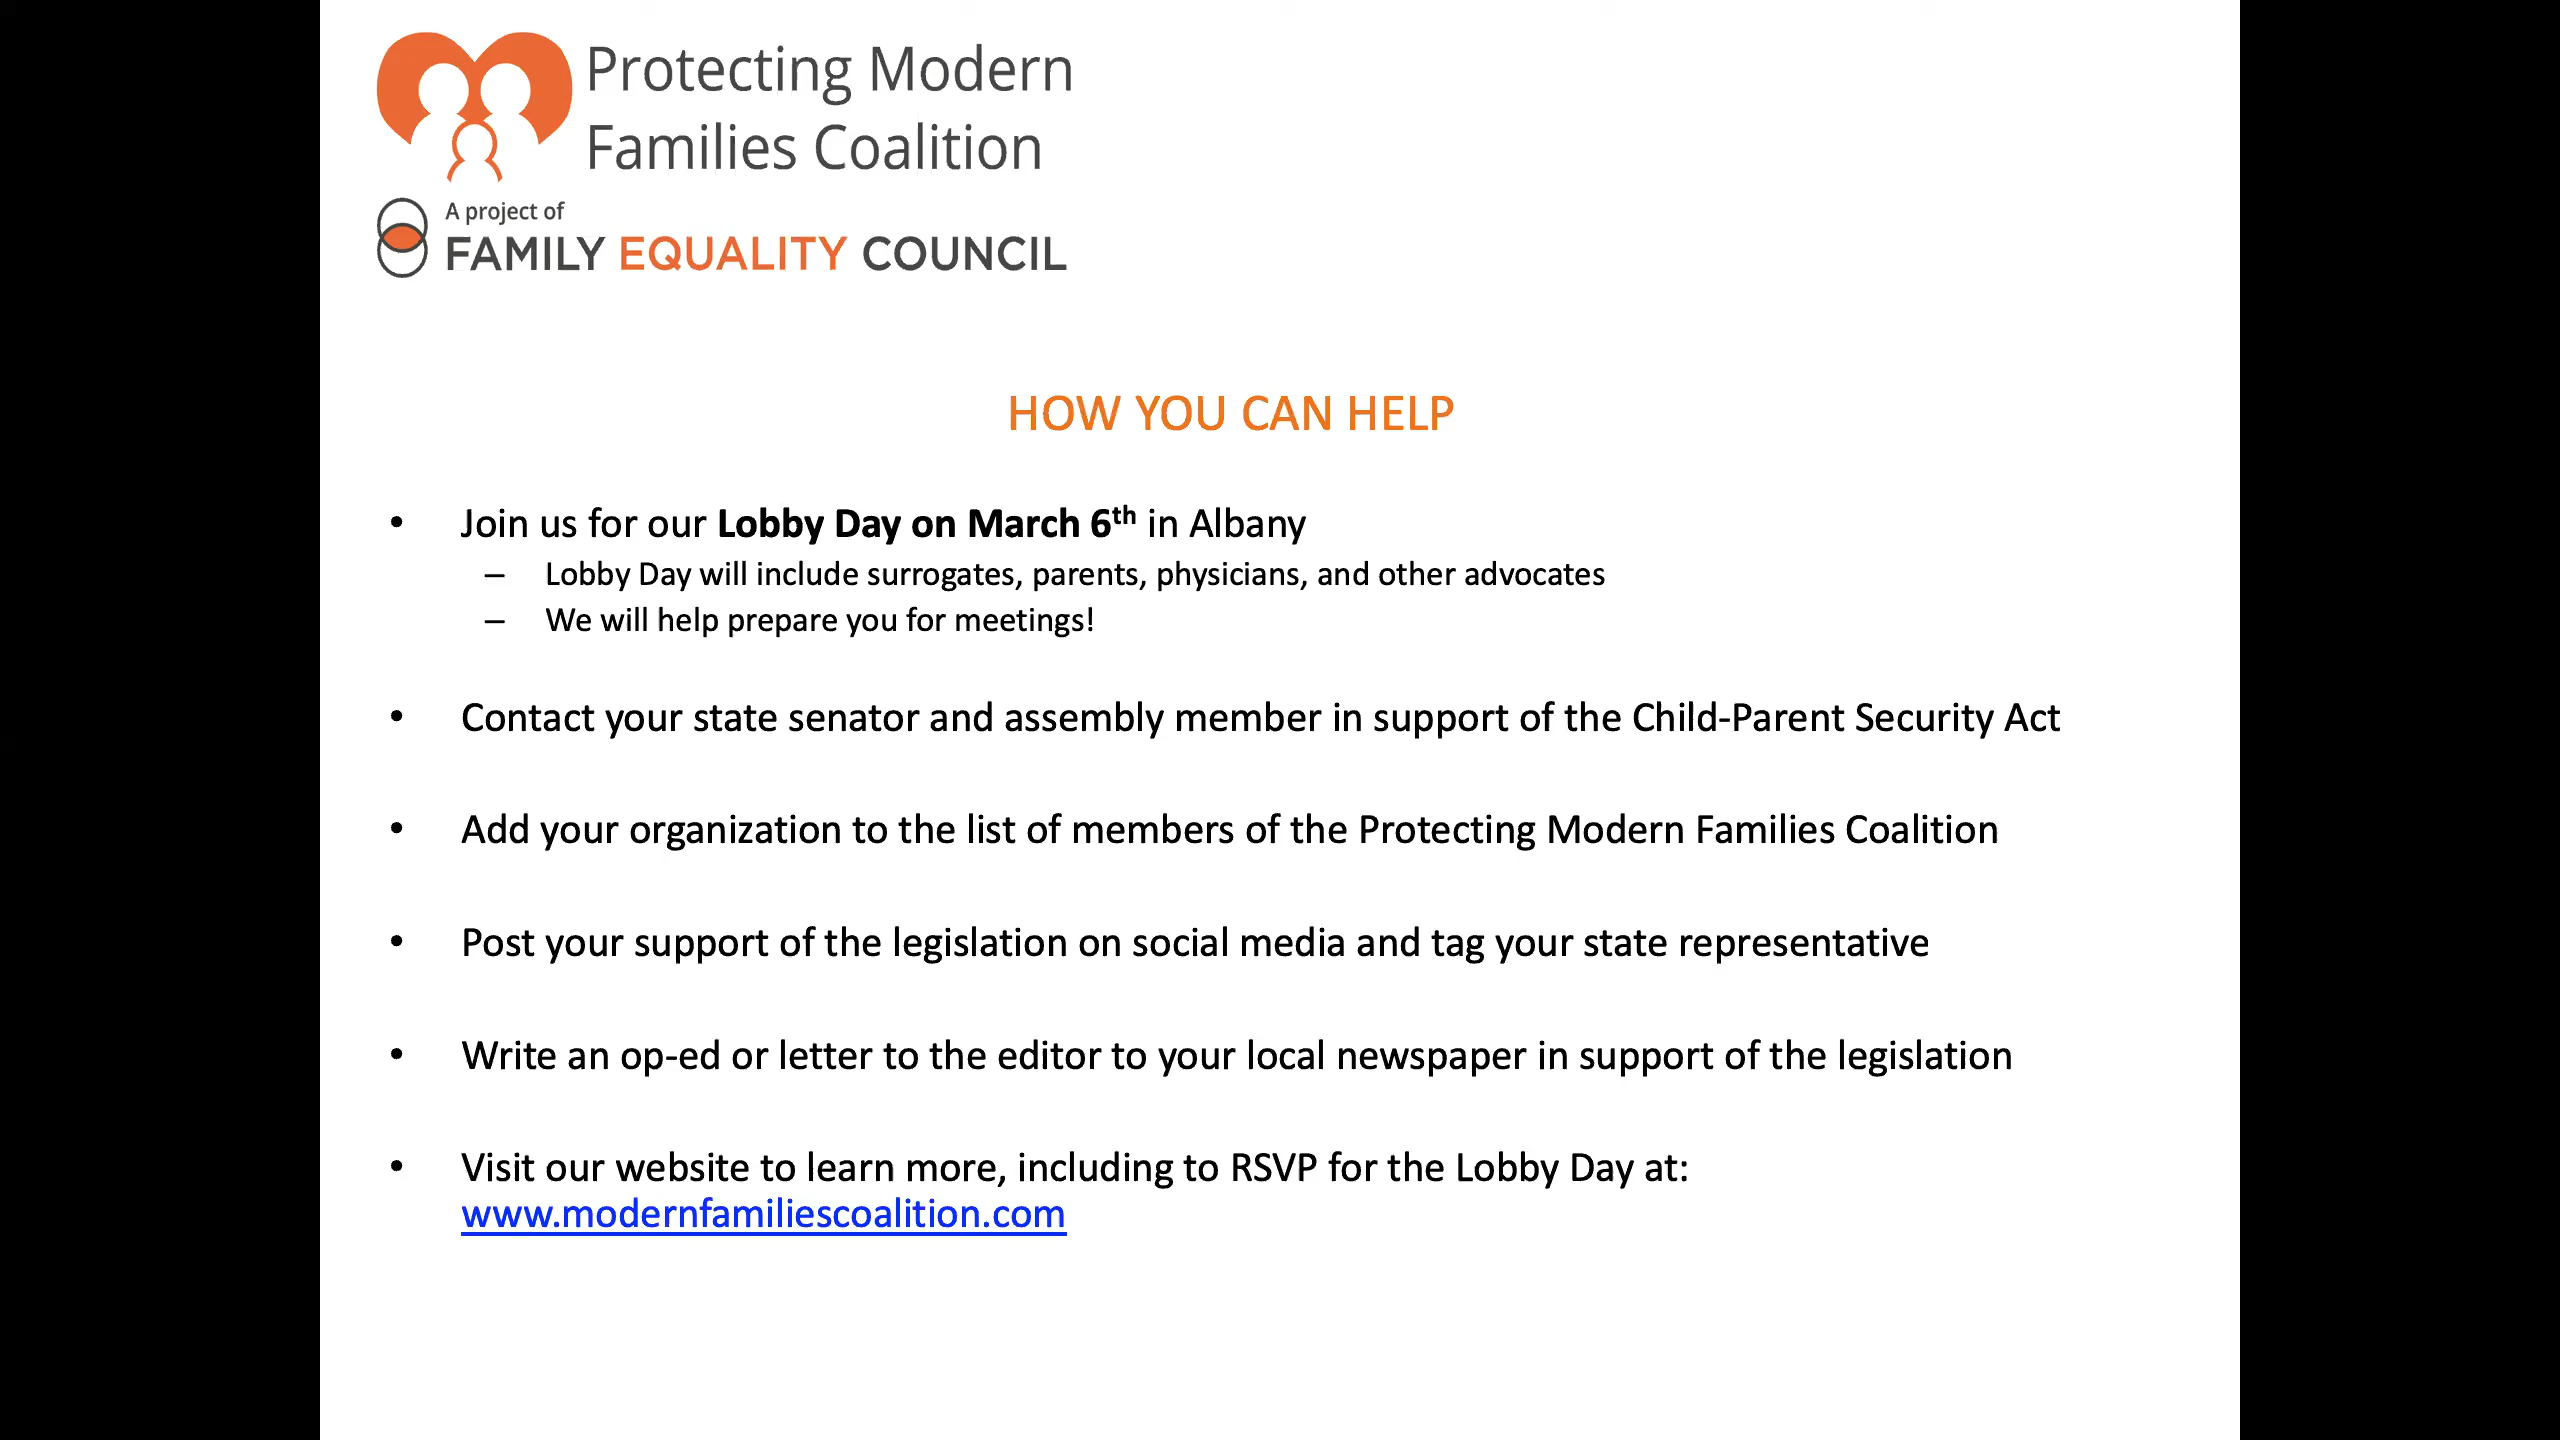 Protecting Modern
Families Coalition
A project of
FAMILY EQUALITY COUNCIL
HOW YOU CAN HELP
• Join us for our Lobby Day on March 6th in Albany
– Lobby Day will include surrogates, parents, physicians, and other advocates
– We will help prepare you for meetings!
• Contact your state senator and assembly member in support of the Child-Parent Security Act
• Add your organization to the list of members of the Protecting Modern Families Coalition
• Post your support of the legislation on social media and tag your state representative
• Write an op-ed or letter to the editor to your local newspaper in support of the legislation
• Visit our website to learn more, including to RSVP for the Lobby Day at:
www.modernfamiliescoalition.com